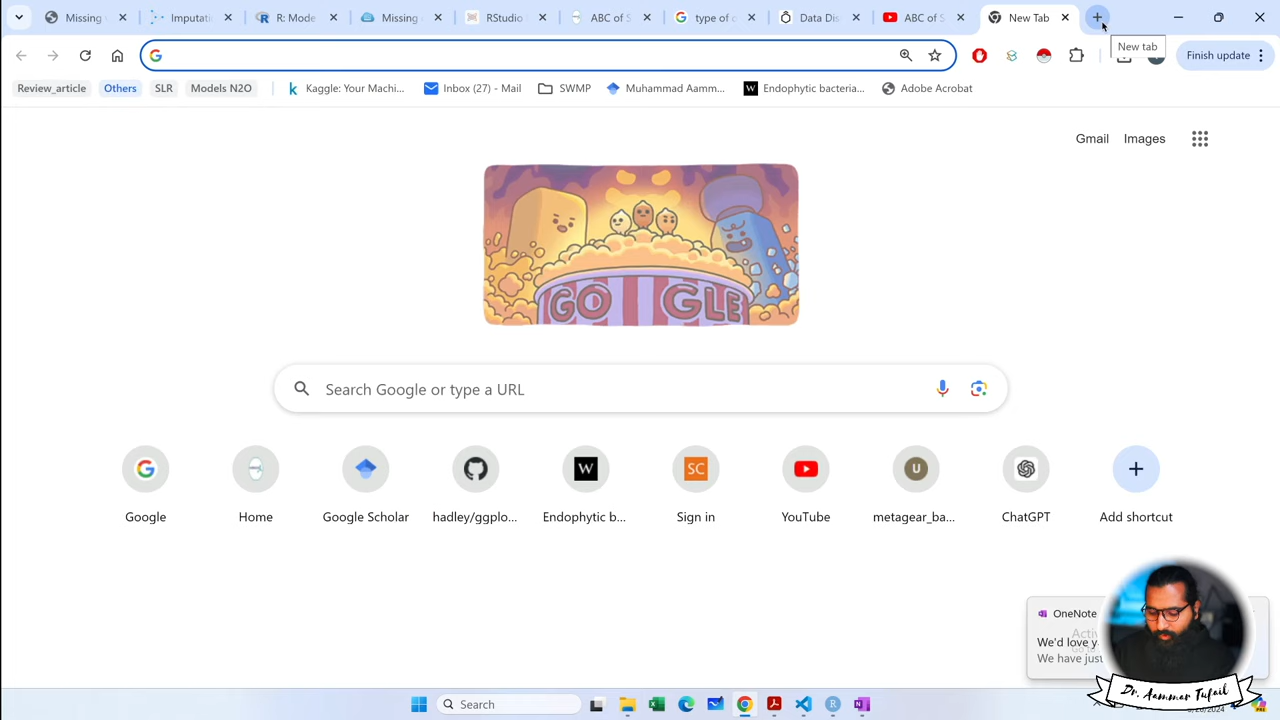 Missing
Imputati
R: Mode
Missing
RStudio
ABC of S
type of c
Data Dis
ABC of S
New Tab
New tab
Finish update
Review_article
Others
SLR
Models N2O
Kaggle: Your Machi...
Inbox (27) - Mail
SWMP
Muhammad Aamm...
Endophytic bacteria...
Adobe Acrobat
Gmail
Images
GO GLE
Search Google or type a URL
Google
Home
Google Scholar
hadley/ggplo...
Endophytic b...
Sign in
YouTube
metagear_ba...
ChatGPT
Add shortcut
OneNote
We'd love y
We have just
Dr. Aammar Tufail
Search